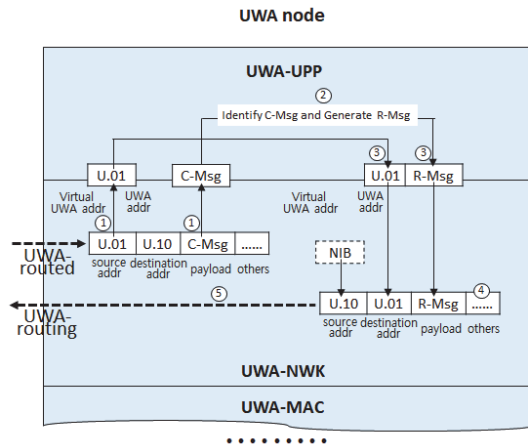 UWA node
UWA-UPP
②
Identify C-Msg and Generate R-Msg
③ ③
U.01 C-Msg U.01 R-Msg
Virtual UWA addr UWA addr Virtual UWA addr UWA addr
① ①
U.01 U.10 C-Msg ......
UWA-routed
source addr destination addr payload others
NIB
⑤ ④
UWA-routing
U.10 U.01 R-Msg ......
source addr destination addr payload others
UWA-NWK
UWA-MAC